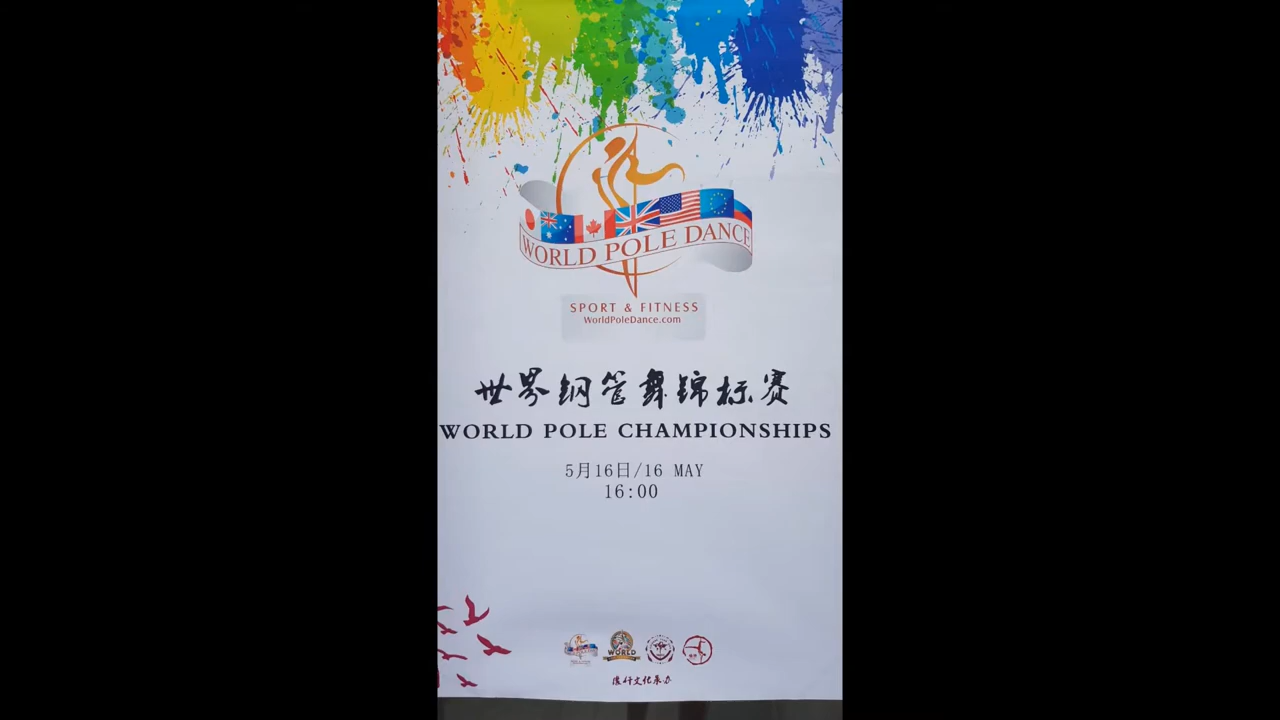 WORLD POLE DANCE
SPORT & FITNESS
WorldPoleDance.com
世界钢管舞锦标赛
WORLD POLE CHAMPIONSHIPS
5月16日/16 MAY
16:00
WORLD